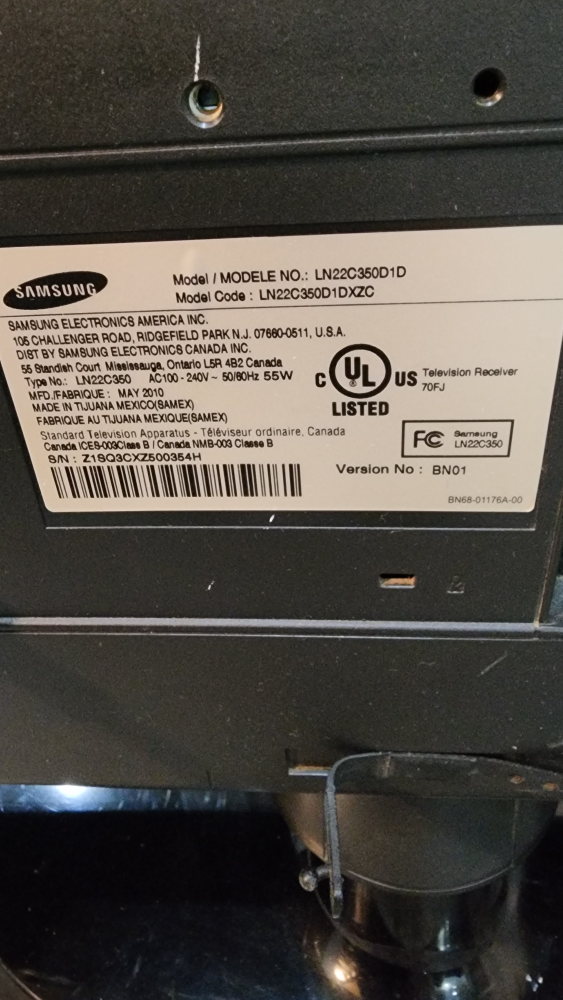 SAMSUNG
Model / MODELE NO.: LN22C350D1D
Model Code : LN22C350D1DXZC
SAMSUNG ELECTRONICS AMERICA INC.
105 CHALLENGER ROAD, RIDGEFIELD PARK N.J. 07660-0511, U.S.A.
DIST BY SAMSUNG ELECTRONICS CANADA INC.
55 Standish Court Mississauga, Ontario L5R 4B2 Canada
Type No.: LN22C350 AC100 - 240V ~ 50/60Hz 55W
MFD./FABRIQUE : MAY 2010
MADE IN TIJUANA MEXICO(SAMEX)
FABRIQUE AU TIJUANA MEXIQUE(SAMEX)
Standard Television Apparatus - Téléviseur ordinaire, Canada
Canada ICES-003Class B / Canada NMB-003 Classe B
S/N : Z1SQ3CXZ500354H
C UL US
LISTED
Television Receiver
70FJ
FC Samsung
LN22C350
Version No : BN01
BN68-01176A-00